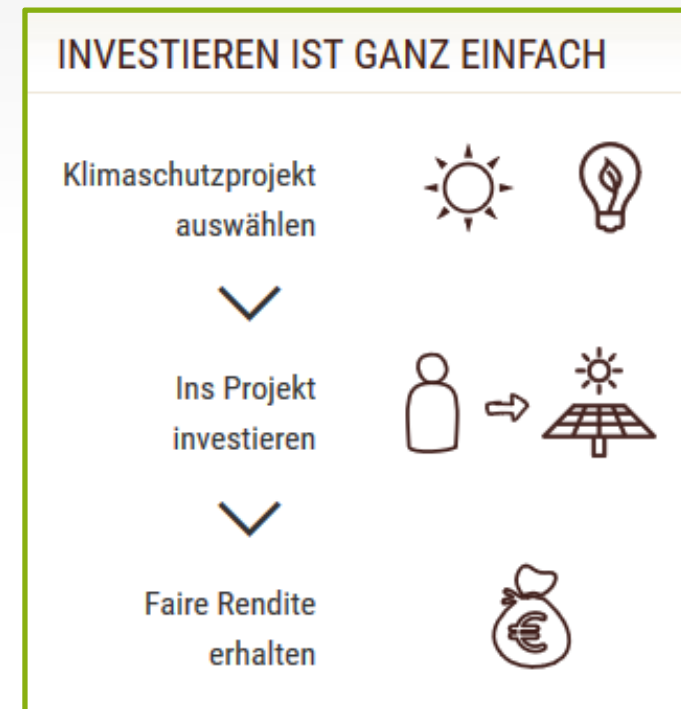 INVESTIEREN IST GANZ EINFACH
Klimaschutzprojekt
auswählen
Ins Projekt
investieren
Faire Rendite
erhalten
€